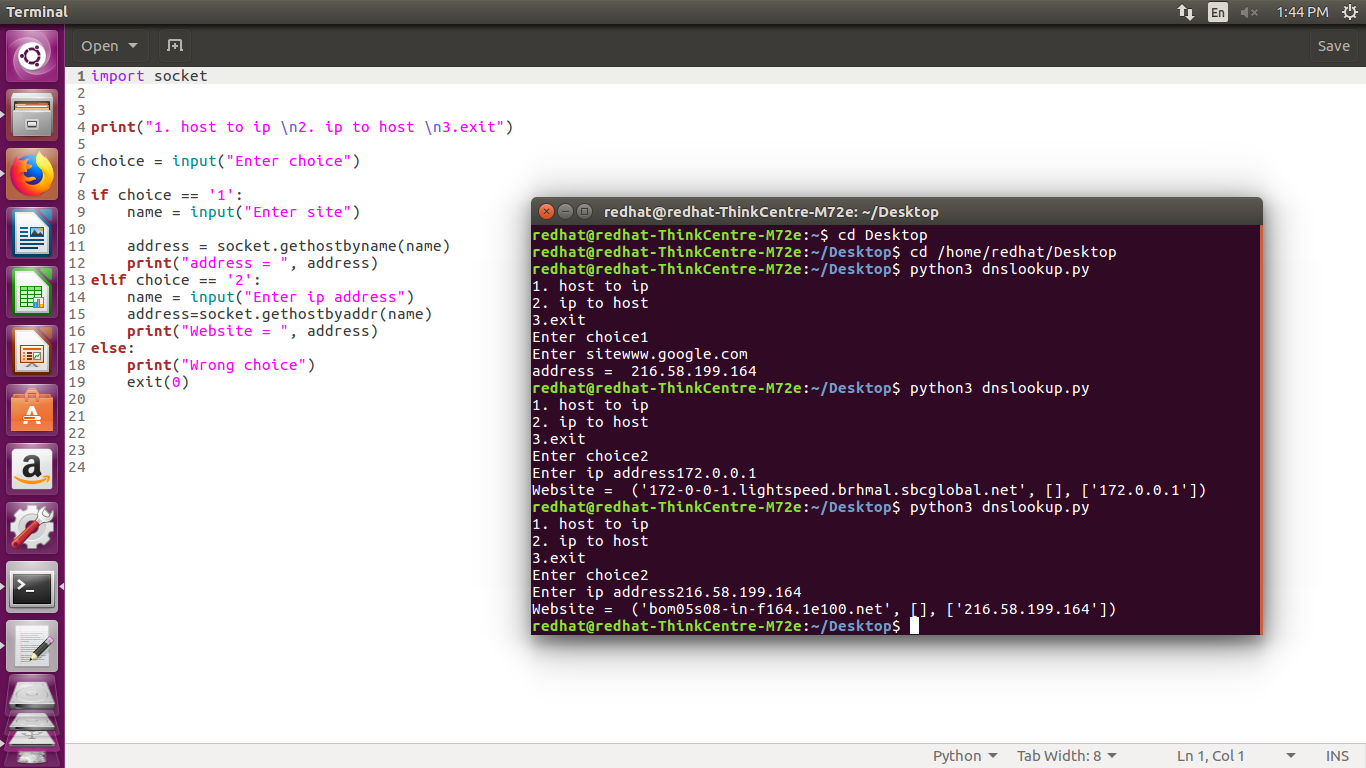 Terminal
En
1:44 PM
Open
Save
1 import socket
2
3
4 print("1. host to ip \n2. ip to host \n3.exit")
5
6 choice = input("Enter choice")
7
8 if choice == '1':
9     name = input("Enter site")
10
11     address = socket.gethostbyname(name)
12     print("address = ", address)
13 elif choice == '2':
14     name = input("Enter ip address")
15     address=socket.gethostbyaddr(name)
16     print("Website = ", address)
17 else:
18     print("Wrong choice")
19     exit(0)
20
21
22
23
24
redhat@redhat-ThinkCentre-M72e: ~/Desktop
redhat@redhat-ThinkCentre-M72e:~$ cd Desktop
redhat@redhat-ThinkCentre-M72e:~/Desktop$ cd /home/redhat/Desktop
redhat@redhat-ThinkCentre-M72e:~/Desktop$ python3 dnslookup.py
1. host to ip
2. ip to host
3.exit
Enter choice1
Enter sitewww.google.com
address =  216.58.199.164
redhat@redhat-ThinkCentre-M72e:~/Desktop$ python3 dnslookup.py
1. host to ip
2. ip to host
3.exit
Enter choice2
Enter ip address172.0.0.1
Website =  ('172-0-0-1.lightspeed.brhmal.sbcglobal.net', [], ['172.0.0.1'])
redhat@redhat-ThinkCentre-M72e:~/Desktop$ python3 dnslookup.py
1. host to ip
2. ip to host
3.exit
Enter choice2
Enter ip address216.58.199.164
Website =  ('bom05s08-in-f164.1e100.net', [], ['216.58.199.164'])
redhat@redhat-ThinkCentre-M72e:~/Desktop$
Python
Tab Width: 8
Ln 1, Col 1
INS